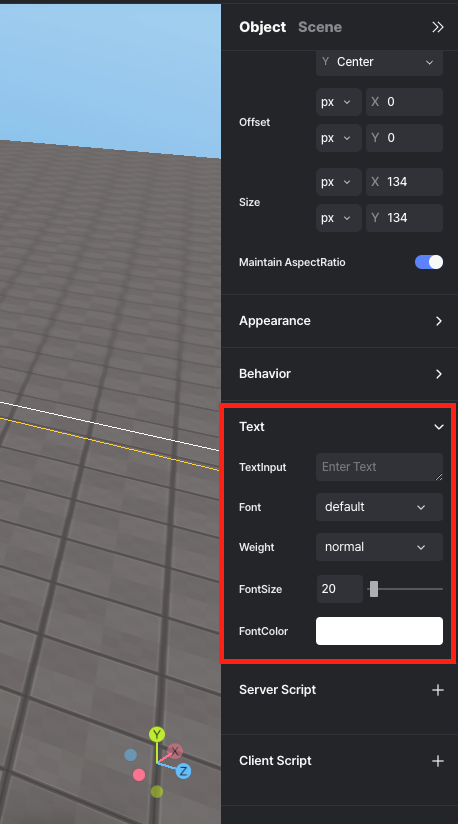 Object Scene
Y Center
Offset
px X 0
px Y 0
Size
px X 134
px Y 134
Maintain AspectRatio
Appearance
Behavior
Text
TextInput Enter Text
Font default
Weight normal
FontSize 20
FontColor
Server Script
Client Script
Y
X
Z